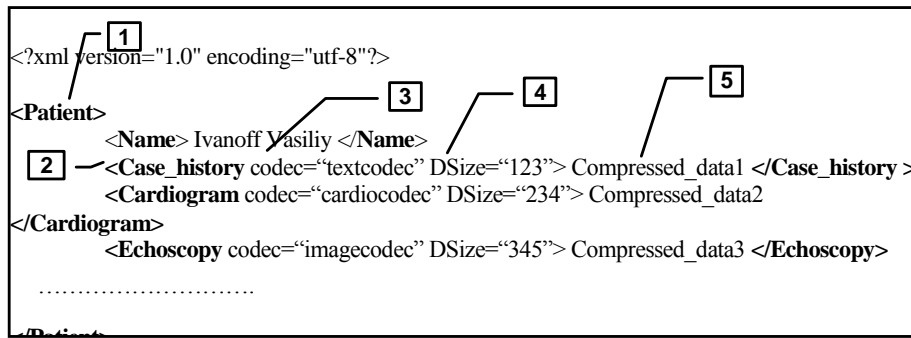 1
<?xml version="1.0" encoding="utf-8"?>
5
3
4
<Patient>
<Name> Ivanoff Vasiliy </Name>
2
<Case_history codec=“textcodec” DSize=“123”> Compressed_data1 </Case_history >
<Cardiogram codec=“cardiocodec” DSize=“234”> Compressed_data2
</Cardiogram>
<Echoscopy codec=“imagecodec” DSize=“345”> Compressed_data3 </Echoscopy>
……………………….
</Patient>